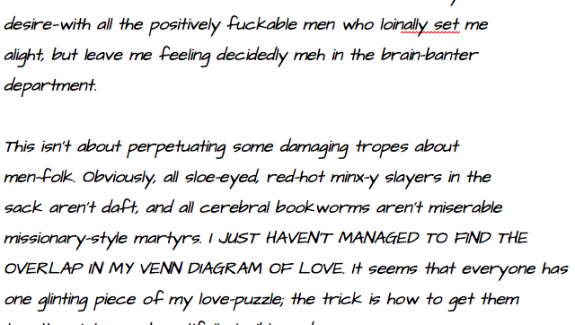 desire-with all the positively fuckable men who loinally set me
alight, but leave me feeling decidedly meh in the brain-banter
department.
This isn't about perpetuating some damaging tropes about
men-folk. Obviously, all sloe-eyed, red-hot minx-y slayers in the
sack aren't daft, and all cerebral bookworms aren't miserable
missionary-style martyrs. I JUST HAVEN'T MANAGED TO FIND THE
OVERLAP IN MY VENN DIAGRAM OF LOVE. It seems that everyone has
one glinting piece of my love-puzzle; the trick is how to get them